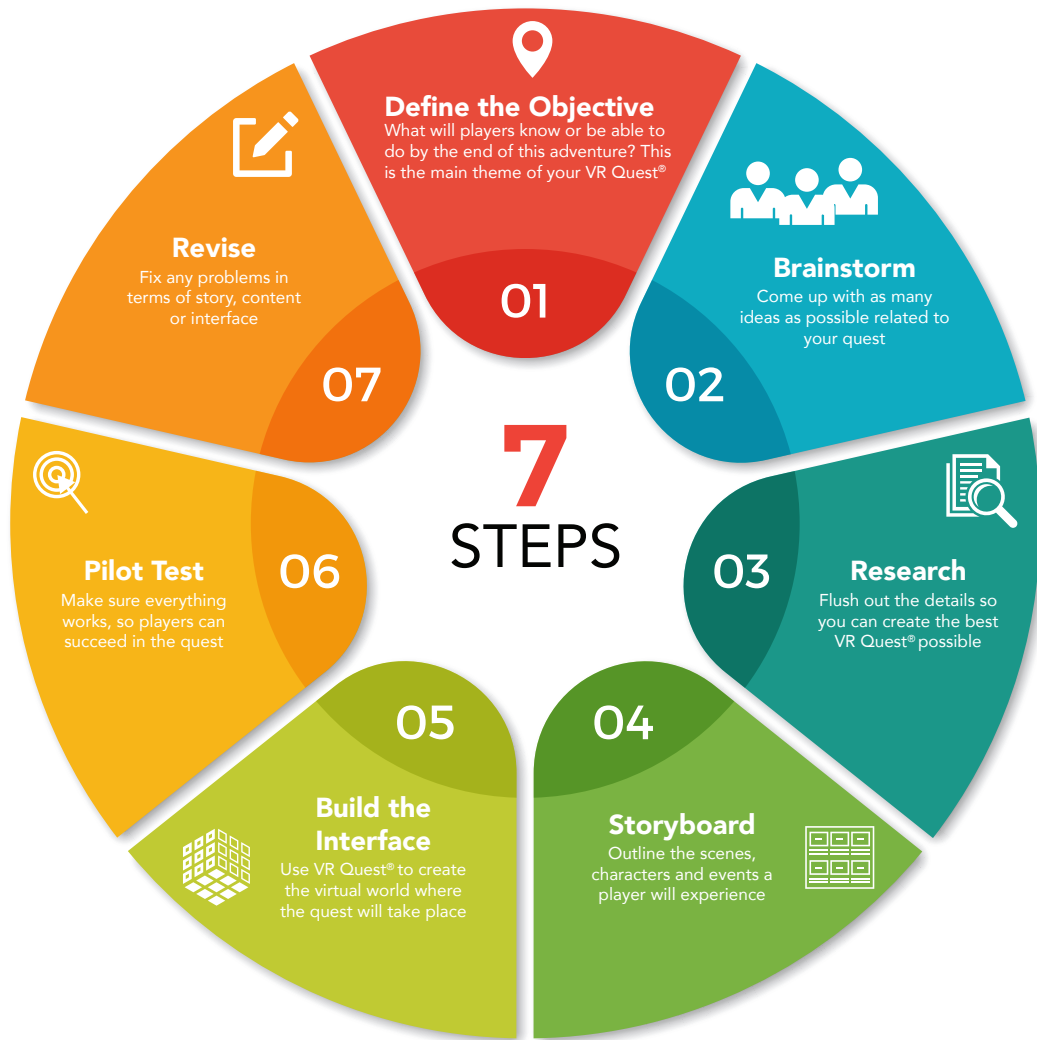 Define the Objective
What will players know or be able to
do by the end of this adventure? This
is the main theme of your VR Quest®
01
Brainstorm
Come up with as many
ideas as possible related to
your quest
02
Research
Flush out the details so
you can create the best
VR Quest® possible
03
Storyboard
Outline the scenes,
characters and events a
player will experience
04
Build the
Interface
Use VR Quest® to create
the virtual world where
the quest will take place
05
Pilot Test
Make sure everything
works, so players can
succeed in the quest
06
Revise
Fix any problems in
terms of story, content
or interface
07
7
STEPS